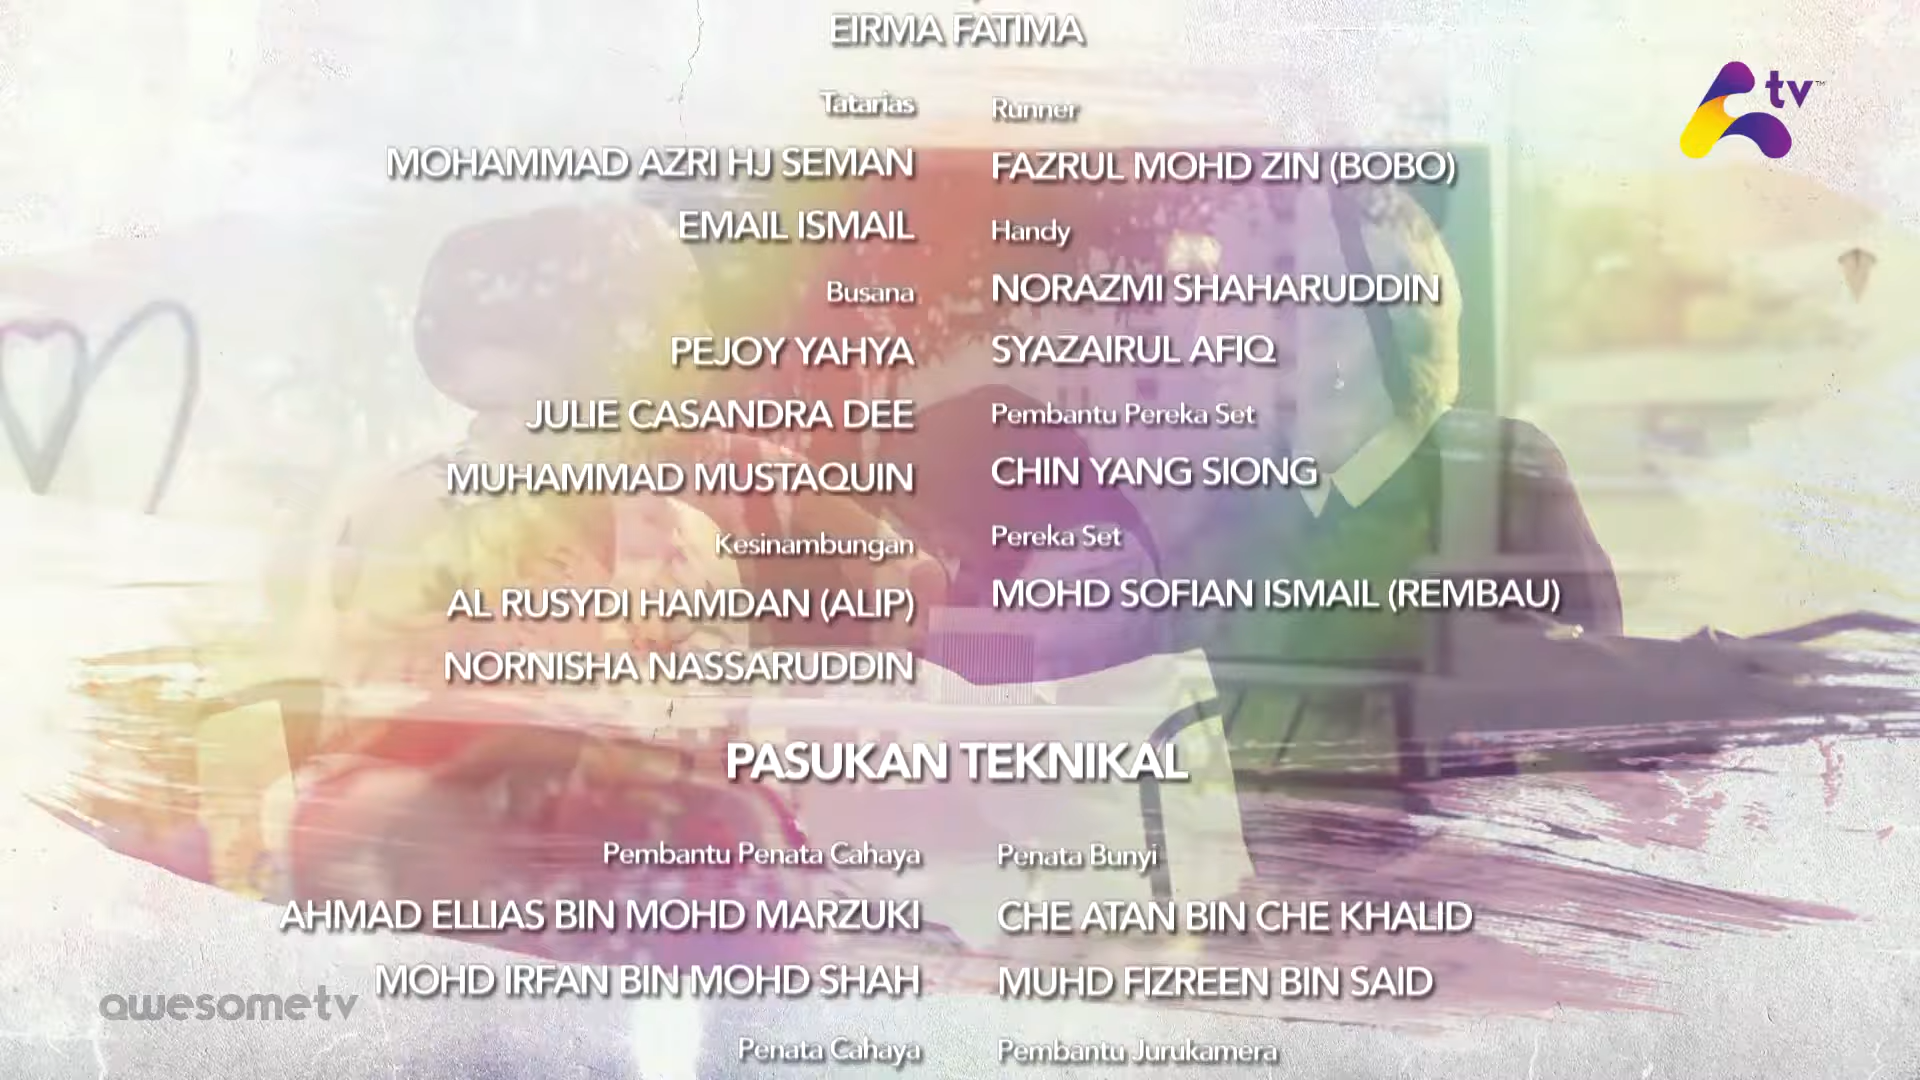 EIRMA FATIMA
tv
Tatarias
MOHAMMAD AZRI HJ SEMAN
EMAIL ISMAIL
Busana
PEJOY YAHYA
JULIE CASANDRA DEE
MUHAMMAD MUSTAQUIN
Kesinambungan
AL RUSYDI HAMDAN (ALIP)
NORNISHA NASSARUDDIN
Runner
FAZRUL MOHD ZIN (BOBO)
Handy
NORAZMI SHAHARUDDIN
SYAZAIRUL AFIQ
Pembantu Pereka Set
CHIN YANG SIONG
Pereka Set
MOHD SOFIAN ISMAIL (REMBAU)
PASUKAN TEKNIKAL
Pembantu Penata Cahaya
AHMAD ELLIAS BIN MOHD MARZUKI
MOHD IRFAN BIN MOHD SHAH
Penata Cahaya
Penata Bunyi
CHE ATAN BIN CHE KHALID
MUHD FIZREEN BIN SAID
Pembantu Jurukamera
awesometv